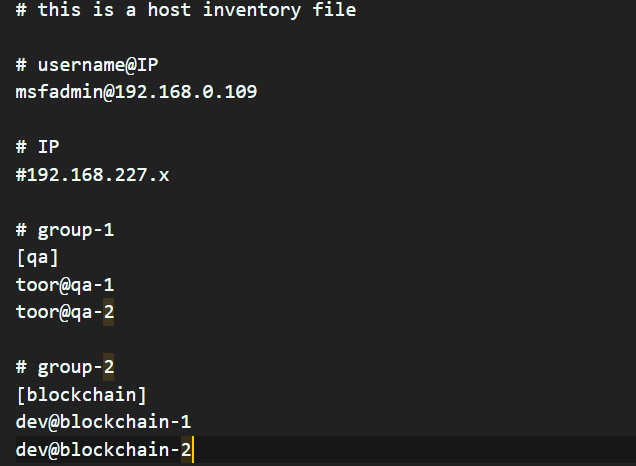 # this is a host inventory file
# username@IP
msfadmin@192.168.0.109
# IP
#192.168.227.x
# group-1
[qa]
toor@qa-1
toor@qa-2
# group-2
[blockchain]
dev@blockchain-1
dev@blockchain-2